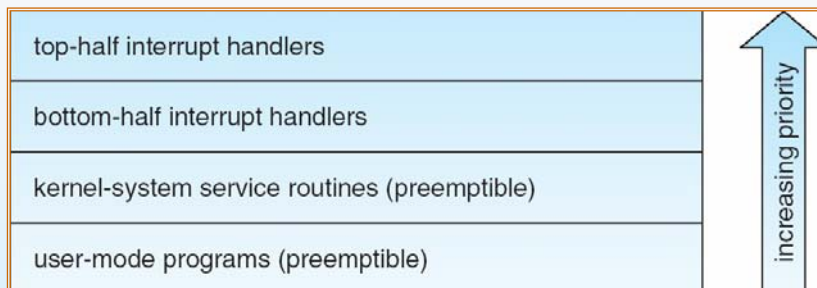 top-half interrupt handlers
bottom-half interrupt handlers
kernel-system service routines (preemptible)
user-mode programs (preemptible)
increasing priority